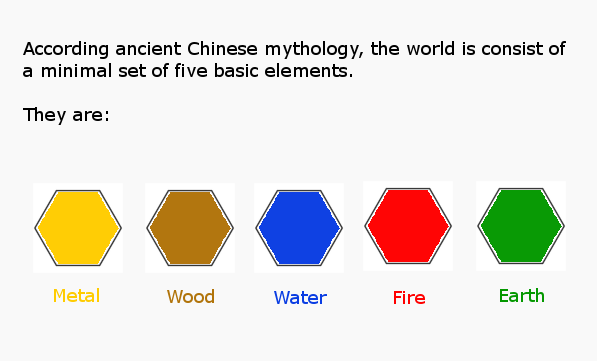 According ancient Chinese mythology, the world is consist of
a minimal set of five basic elements.
They are:
Metal Wood Water Fire Earth